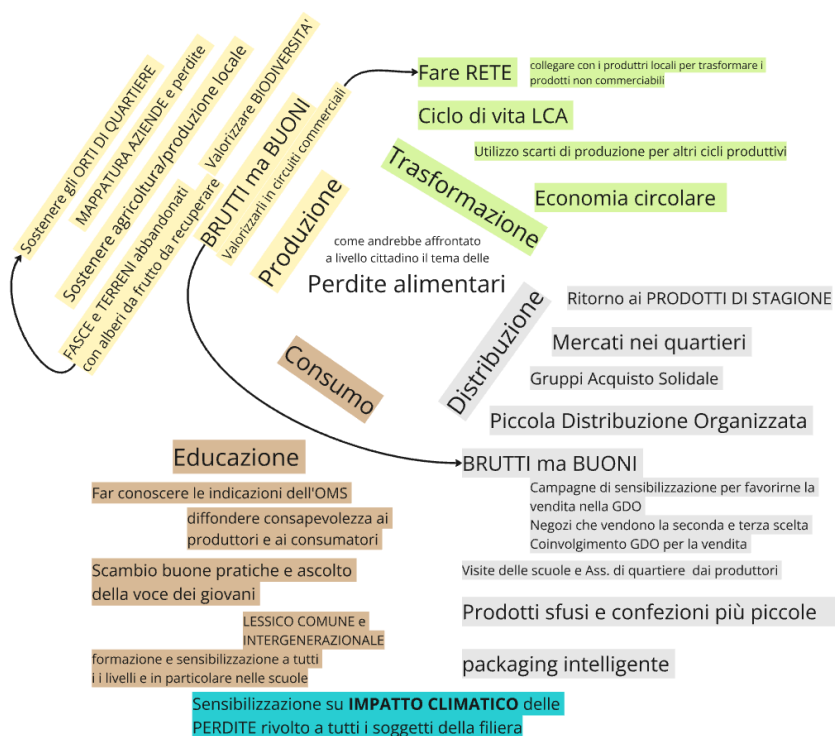 Sostenere gli ORTI DI QUARTIERE
MAPPATURA AZIENDE e perdite
Sostenere agricoltura/produzione locale
Valorizzare BIODIVERSITA'
FASCE e TERRENI abbandonati
con alberi da frutto da recuperare
BRUTTI ma BUONI
Valorizzarli in circuiti commerciali
Produzione
Fare RETE
collegare con i produttri locali per trasformare i
prodotti non commerciabili
Ciclo di vita LCA
Utilizzo scarti di produzione per altri cicli produttivi
Trasformazione
Economia circolare
come andrebbe affrontato
a livello cittadino il tema delle
Perdite alimentari
Distribuzione
Ritorno ai PRODOTTI DI STAGIONE
Mercati nei quartieri
Gruppi Acquisto Solidale
Piccola Distribuzione Organizzata
BRUTTI ma BUONI
Campagne di sensibilizzazione per favorirne la
vendita nella GDO
Negozi che vendono la seconda e terza scelta
Coinvolgimento GDO per la vendita
Visite delle scuole e Ass. di quartiere dai produttori
Prodotti sfusi e confezioni più piccole
packaging intelligente
Consumo
Educazione
Far conoscere le indicazioni dell'OMS
diffondere consapevolezza ai
produttori e ai consumatori
Scambio buone pratiche e ascolto
della voce dei giovani
LESSICO COMUNE e
INTERGENERAZIONALE
formazione e sensibilizzazione a tutti
i i livelli e in particolare nelle scuole
Sensibilizzazione su IMPATTO CLIMATICO delle
PERDITE rivolto a tutti i soggetti della filiera